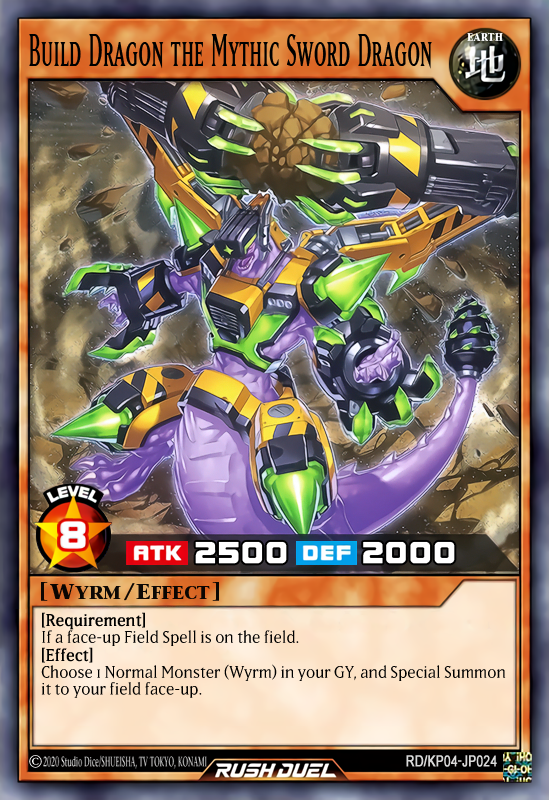 BUILD DRAGON THE MYTHIC SWORD DRAGON
EARTH
地
LEVEL
8
ATK 2500 DEF 2000
[WYRM/EFFECT]
[Requirement]
If a face-up Field Spell is on the field.
[Effect]
Choose 1 Normal Monster (Wyrm) in your GY, and Special Summon
it to your field face-up.
©2020 Studio Dice/SHUEISHA, TV TOKYO, KONAMI
RUSH DUEL
RD/KP04-JP024